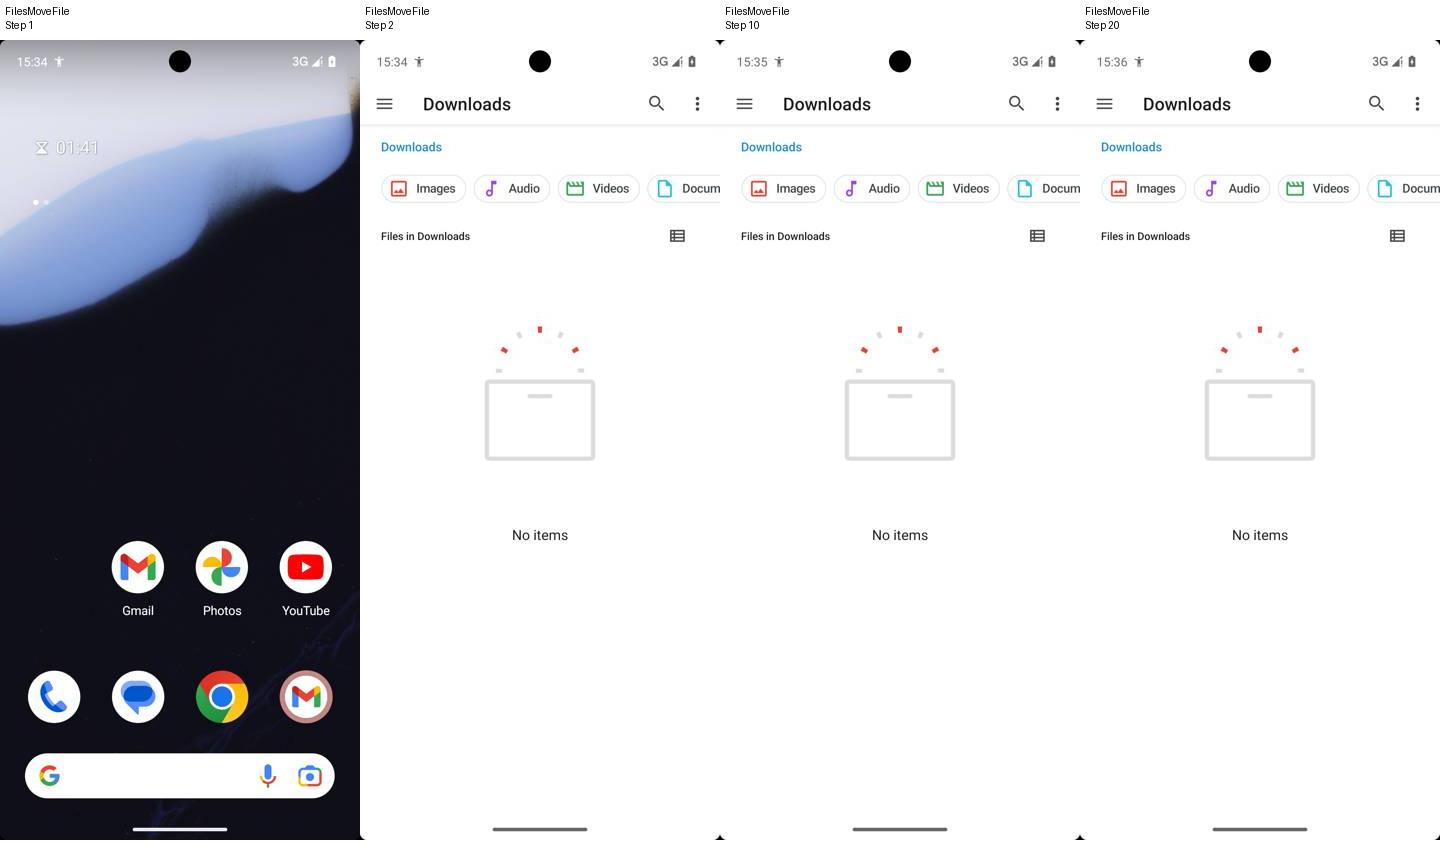 FilesMoveFile
Step 1
15:34
3G
01:41
Gmail
Photos
YouTube
FilesMoveFile
Step 2
15:34
3G
Downloads
Downloads
Images
Audio
Videos
Docum
Files in Downloads
No items
FilesMoveFile
Step 10
15:35
3G
Downloads
Downloads
Images
Audio
Videos
Docum
Files in Downloads
No items
FilesMoveFile
Step 20
15:36
3G
Downloads
Downloads
Images
Audio
Videos
Docum
Files in Downloads
No items